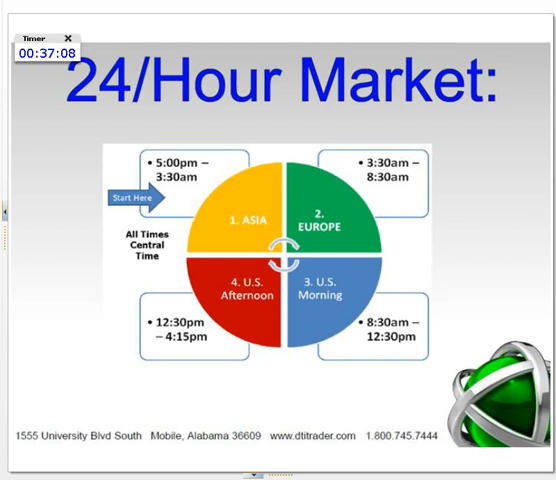 Timer
00:37:08
24/Hour Market:
• 5:00pm –
3:30am
• 3:30am –
8:30am
Start Here
1. ASIA
2.
EUROPE
All Times
Central
Time
4. U.S.
Afternoon
3. U.S.
Morning
• 12:30pm
– 4:15pm
• 8:30am –
12:30pm
1555 University Blvd South Mobile, Alabama 36609 www.dtitrader.com 1.800.745.7444